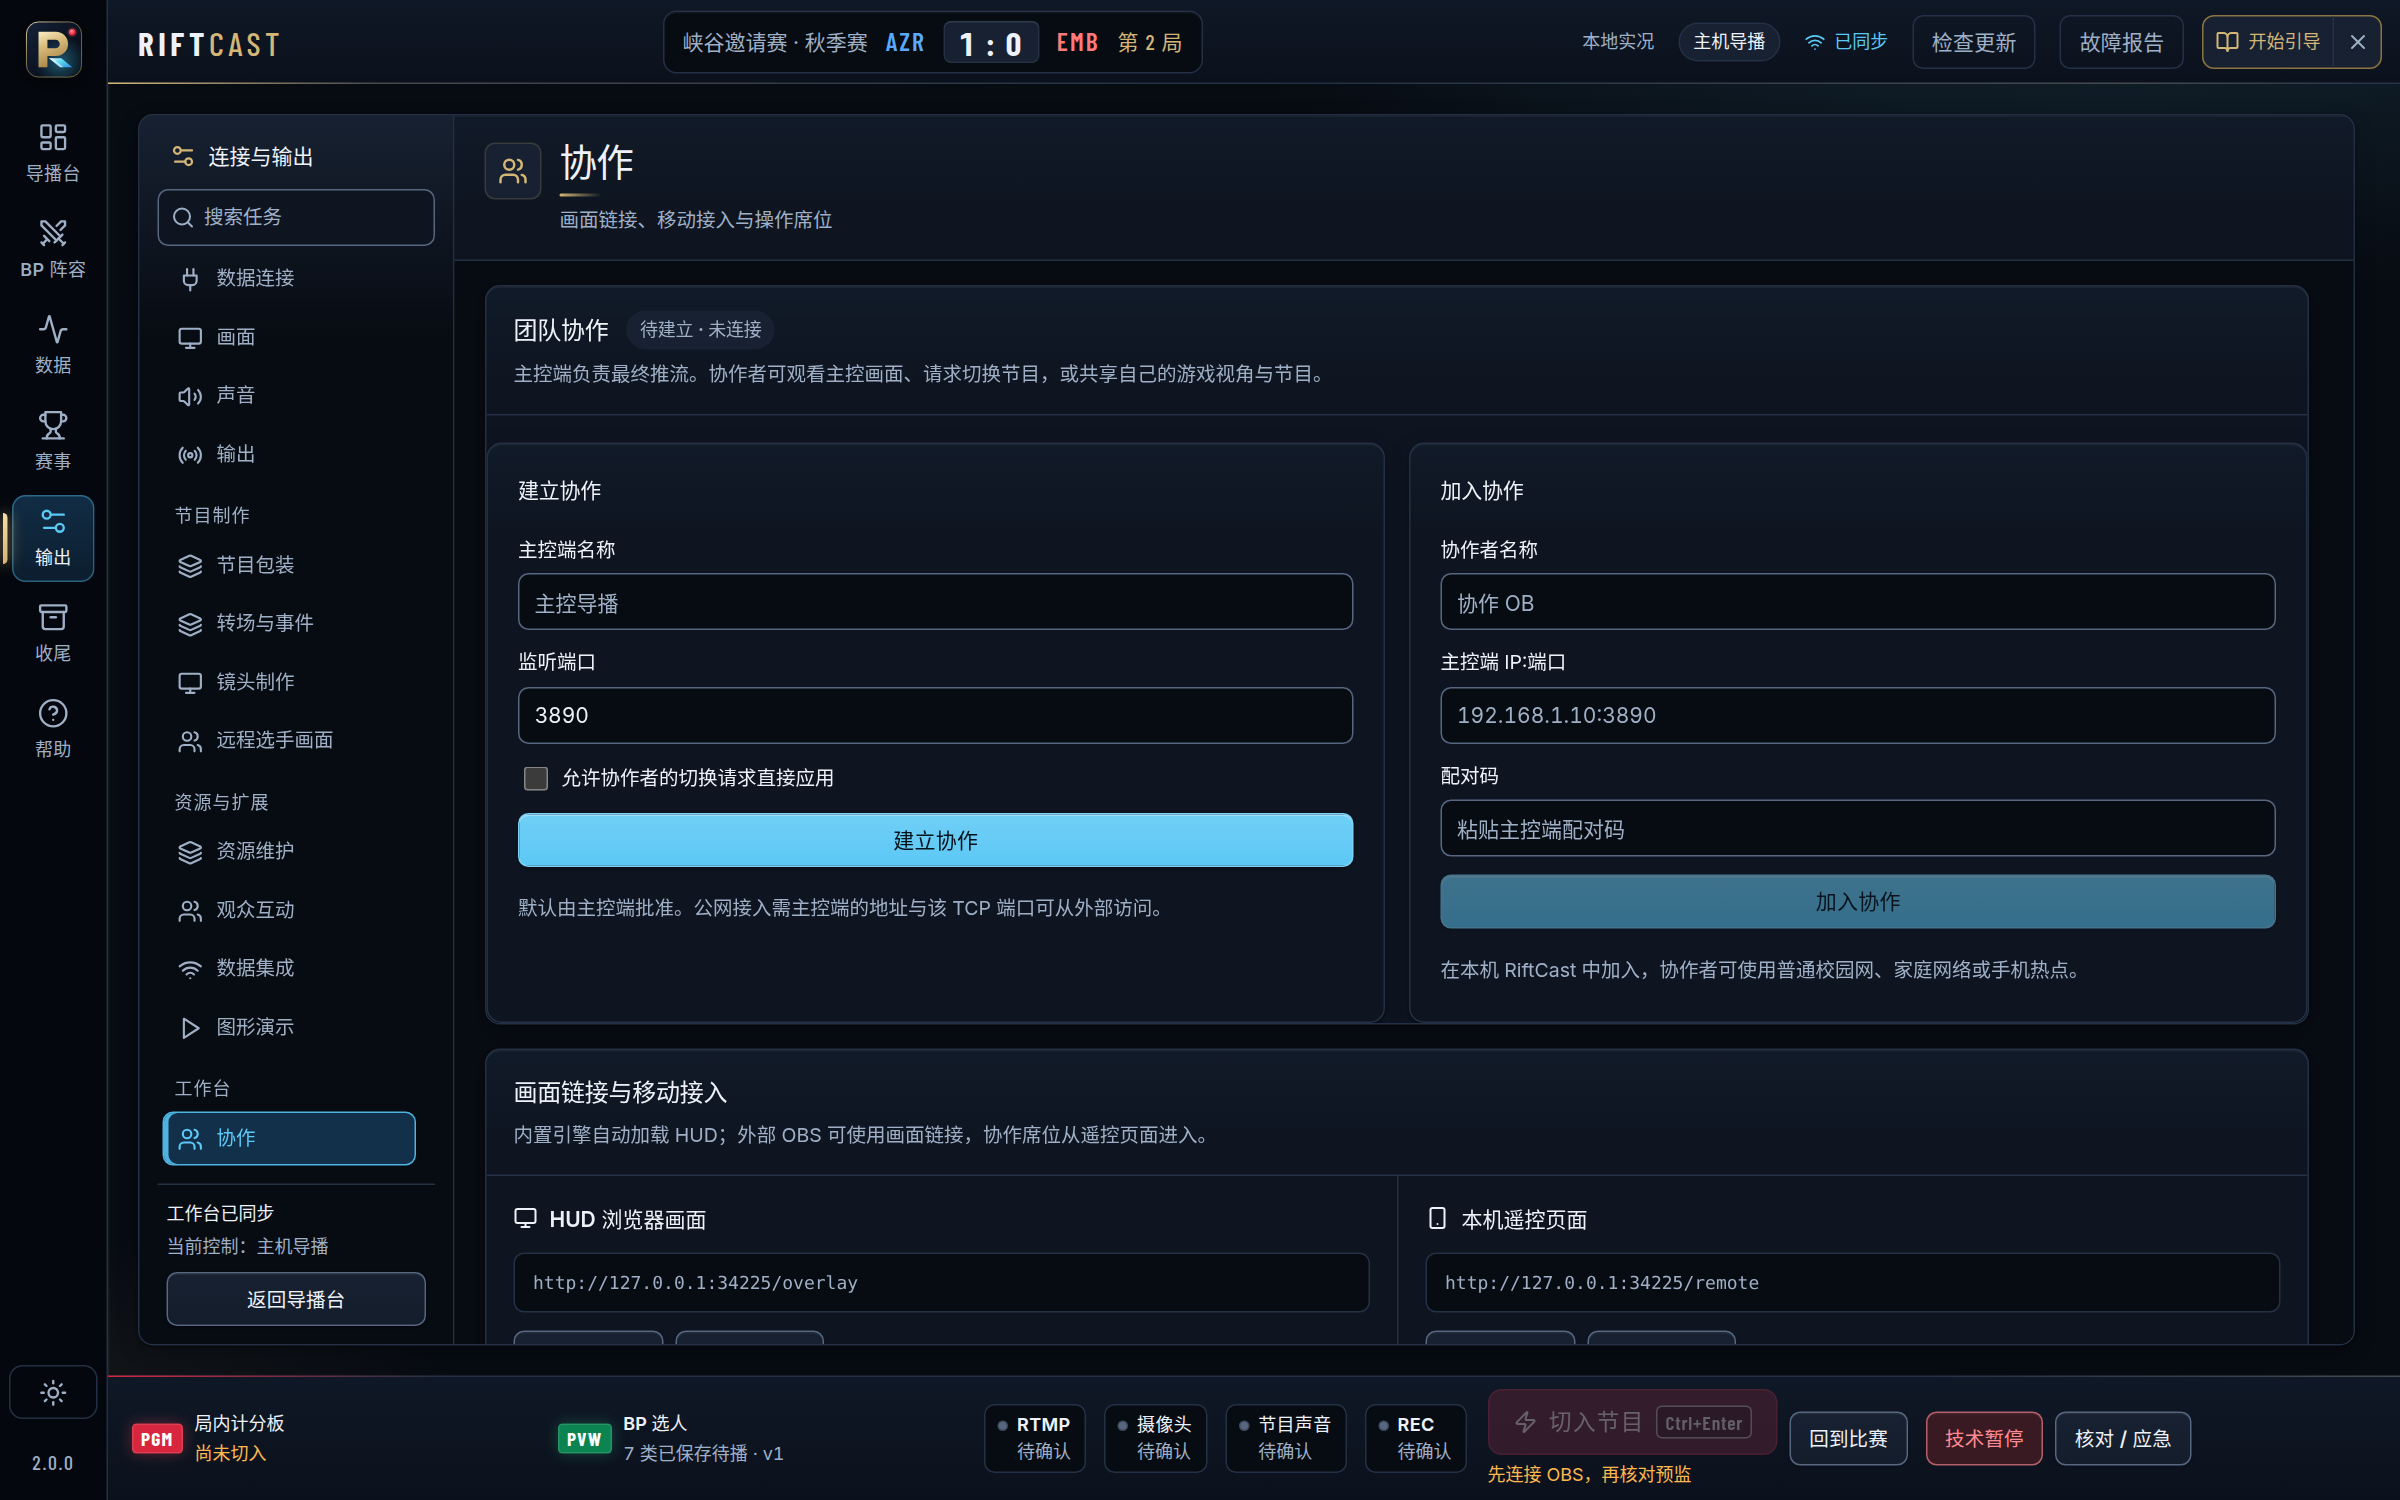 RIFTCAST
峡谷邀请赛 · 秋季赛 AZR 1 : 0 EMB 第 2 局
本地实况 主机导播 已同步 检查更新 故障报告 开始引导
导播台
BP 阵容
数据
赛事
输出
收尾
帮助
2.0.0
连接与输出
搜索任务
数据连接
画面
声音
输出
节目制作
节目包装
转场与事件
镜头制作
远程选手画面
资源与扩展
资源维护
观众互动
数据集成
图形演示
工作台
协作
工作台已同步
当前控制：主机导播
返回导播台
协作
画面链接、移动接入与操作席位
团队协作 待建立 · 未连接
主控端负责最终推流。协作者可观看主控画面、请求切换节目，或共享自己的游戏视角与节目。
建立协作
主控端名称
主控导播
监听端口
3890
允许协作者的切换请求直接应用
建立协作
默认由主控端批准。公网接入需主控端的地址与该 TCP 端口可从外部访问。
加入协作
协作者名称
协作 OB
主控端 IP:端口
192.168.1.10:3890
配对码
粘贴主控端配对码
加入协作
在本机 RiftCast 中加入，协作者可使用普通校园网、家庭网络或手机热点。
画面链接与移动接入
内置引擎自动加载 HUD；外部 OBS 可使用画面链接，协作席位从遥控页面进入。
HUD 浏览器画面
http://127.0.0.1:34225/overlay
本机遥控页面
http://127.0.0.1:34225/remote
PGM 局内计分板
尚未切入
PVW BP 选人
7 类已保存待播 · v1
RTMP
待确认
摄像头
待确认
节目声音
待确认
REC
待确认
切入节目 Ctrl+Enter
先连接 OBS，再核对预监
回到比赛
技术暂停
核对 / 应急